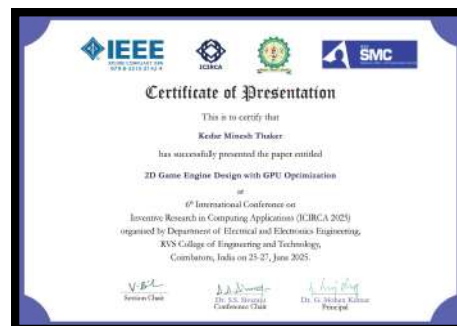 IEEE
ICIRCA
SMC
Certificate of Presentation
This is to certify that
Kedar Minesh Thaker
has successfully presented the paper entitled
2D Game Engine Design with GPU Optimization
at
6th International Conference on
Inventive Research in Computing Applications (ICIRCA 2025)
organised by Department of Electrical and Electronics Engineering,
RVS College of Engineering and Technology,
Coimbatore, India on 25-27, June 2025.
Session Chair
Conference Chair
Dr. G. Mohan Kumar
Principal